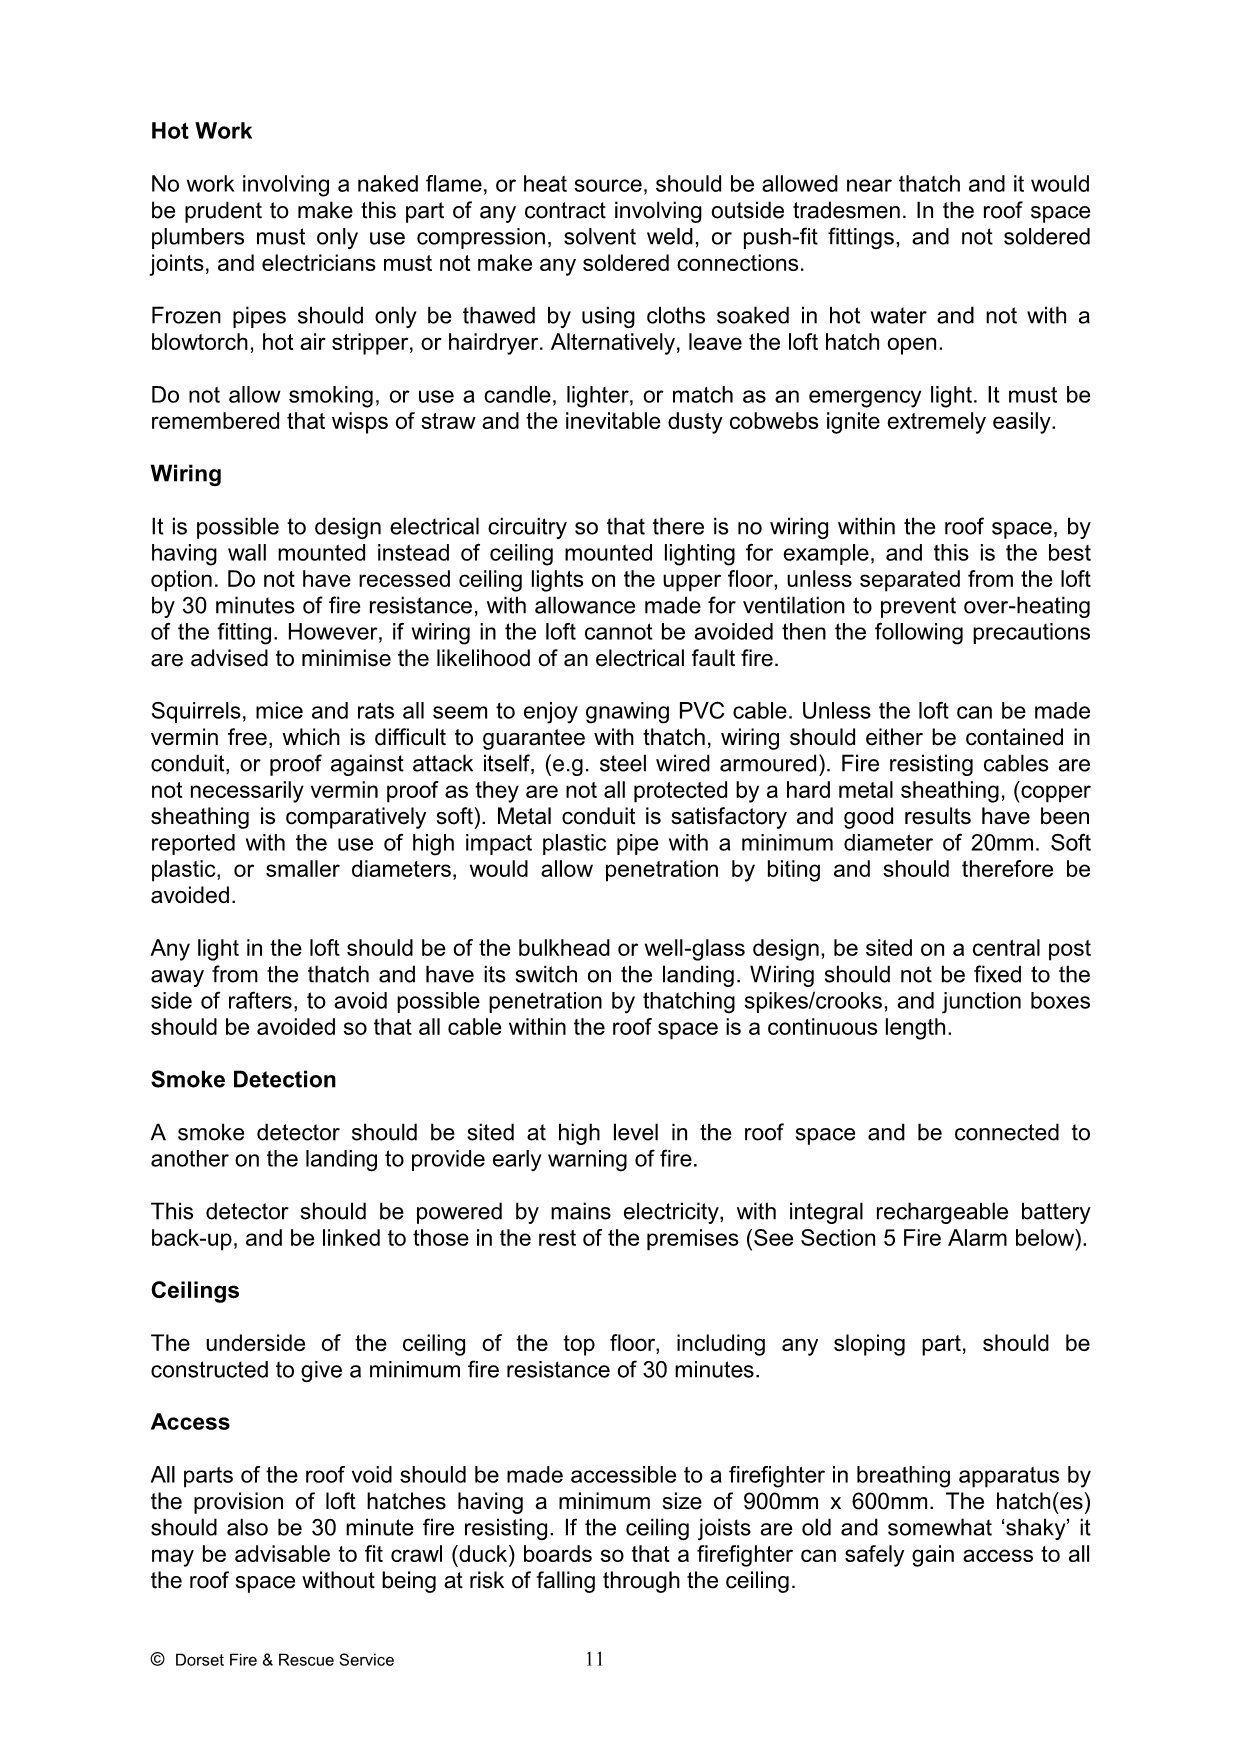 Hot Work
No work involving a naked flame, or heat source, should be allowed near thatch and it would
be prudent to make this part of any contract involving outside tradesmen. In the roof space
plumbers must only use compression, solvent weld, or push-fit fittings, and not soldered
joints, and electricians must not make any soldered connections.
Frozen pipes should only be thawed by using cloths soaked in hot water and not with a
blowtorch, hot air stripper, or hairdryer. Alternatively, leave the loft hatch open.
Do not allow smoking, or use a candle, lighter, or match as an emergency light. It must be
remembered that wisps of straw and the inevitable dusty cobwebs ignite extremely easily.
Wiring
It is possible to design electrical circuitry so that there is no wiring within the roof space, by
having wall mounted instead of ceiling mounted lighting for example, and this is the best
option. Do not have recessed ceiling lights on the upper floor, unless separated from the loft
by 30 minutes of fire resistance, with allowance made for ventilation to prevent over-heating
of the fitting. However, if wiring in the loft cannot be avoided then the following precautions
are advised to minimise the likelihood of an electrical fault fire.
Squirrels, mice and rats all seem to enjoy gnawing PVC cable. Unless the loft can be made
vermin free, which is difficult to guarantee with thatch, wiring should either be contained in
conduit, or proof against attack itself, (e.g. steel wired armoured). Fire resisting cables are
not necessarily vermin proof as they are not all protected by a hard metal sheathing, (copper
sheathing is comparatively soft). Metal conduit is satisfactory and good results have been
reported with the use of high impact plastic pipe with a minimum diameter of 20mm. Soft
plastic, or smaller diameters, would allow penetration by biting and should therefore be
avoided.
Any light in the loft should be of the bulkhead or well-glass design, be sited on a central post
away from the thatch and have its switch on the landing. Wiring should not be fixed to the
side of rafters, to avoid possible penetration by thatching spikes/crooks, and junction boxes
should be avoided so that all cable within the roof space is a continuous length.
Smoke Detection
A smoke detector should be sited at high level in the roof space and be connected to
another on the landing to provide early warning of fire.
This detector should be powered by mains electricity, with integral rechargeable battery
back-up, and be linked to those in the rest of the premises (See Section 5 Fire Alarm below).
Ceilings
The underside of the ceiling of the top floor, including any sloping part, should be
constructed to give a minimum fire resistance of 30 minutes.
Access
All parts of the roof void should be made accessible to a firefighter in breathing apparatus by
the provision of loft hatches having a minimum size of 900mm x 600mm. The hatch(es)
should also be 30 minute fire resisting. If the ceiling joists are old and somewhat ‘shaky’ it
may be advisable to fit crawl (duck) boards so that a firefighter can safely gain access to all
the roof space without being at risk of falling through the ceiling.
© Dorset Fire & Rescue Service 11